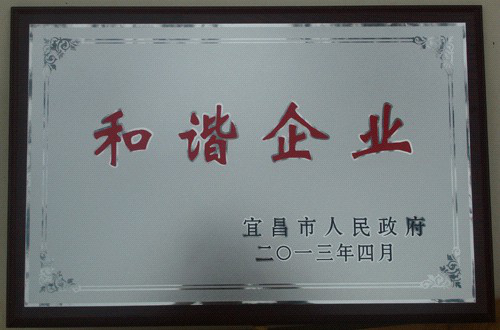 和谐企业
宜昌市人民政府
二〇一三年四月